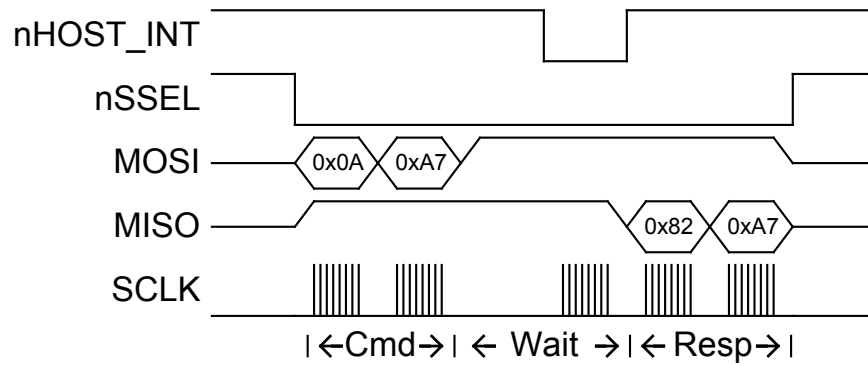 nHOST_INT
nSSEL
MOSI 0x0A 0xA7
MISO 0x82 0xA7
SCLK
|←Cmd→| ← Wait →|← Resp→|